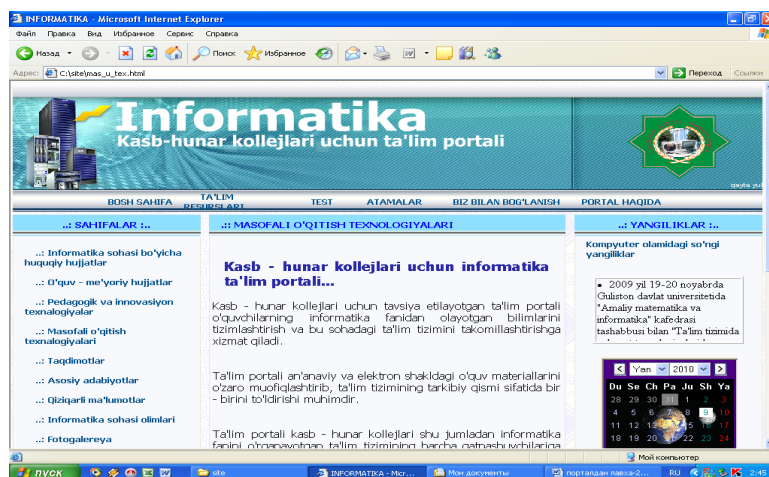 INFORMATIKA - Microsoft Internet Explorer
Файл Правка Вид Избранное Сервис Справка
Назад Поиск Избранное
Адрес: C:\site\mas_u_tex.html Переход Ссылки
Informatika
Kasb-hunar kollejlari uchun ta'lim portali
BOSH SAHIFA TA'LIM RESURSLARI TEST ATAMALAR BIZ BILAN BOG'LANISH PORTAL HAQIDA
..: SAHIFALAR :..
..: Informatika sohasi bo'yicha
huquqiy hujjatlar
..: O'quv - me'yoriy hujjatlar
..: Pedagogik va innovasiyon
texnalogiyalar
..: Masofali o'qitish
texnalogiyalari
..: Taqdimotlar
..: Asosiy adabiyotlar
..: Qiziqarli ma'lumotlar
..: Informatika sohasi olimlari
..: Fotogalereya
..:: MASOFALI O'QITISH TEXNOLOGIYALARI
Kasb - hunar kollejlari uchun informatika
ta'lim portali...
Kasb - hunar kollejlari uchun tavsiya etilayotgan ta'lim portali
o'quvchilarning informatika fanidan olayotgan bilimlarini
tizimlashtirish va bu sohadagi ta'lim tizimini takomillashtirishga
xizmat qiladi.
Ta'lim portali an'anaviy va elektron shakldagi o'quv materiallarini
o'zaro muofiqlashtirib, ta'lim tizimining tarkibiy qismi sifatida bir
- birini to'ldirishi muhimdir.
Ta'lim portali kasb - hunar kollejlari shu jumladan informatika
fanini o'rganayotgan ta'lim tizimining barcha qatnashuvchilariga
..: YANGILIKLAR :..
Kompyuter olamidagi so'ngi
yangiliklar
• 2009 yil 19-20 noyabrda
Guliston davlat universitetida
"Amaliy matematika va
informatika" kafedrasi
tashabbusi bilan "Ta'lim tizimida
< Yan 2010 >
Du Se Ch Pa Ju Sh Ya
28 29 30 31 1 2 3
4 5 6 7 8 9 10
11 12 13 14 15 16 17
18 19 20 21 22 23 24
Мой компьютер
пуск site INFORMATIKA - Micr... Мои документы порталдан лавха-2... RU 2:45